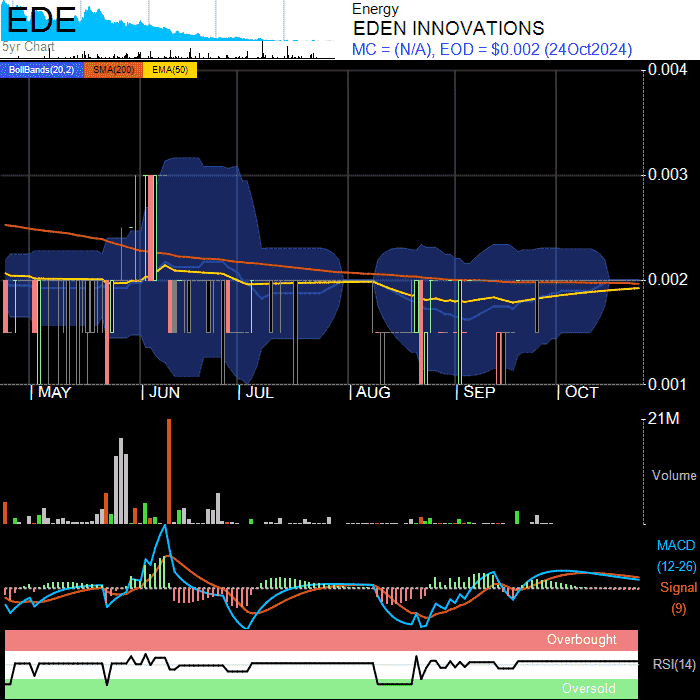 EDE
5yr Chart
Energy
EDEN INNOVATIONS
MC = (N/A), EOD = $0.002 (24Oct2024)
BollBands(20,2) SMA(200) EMA(50)
0.004
0.003
0.002
0.001
MAY JUN JUL AUG SEP OCT
21M
Volume
MACD
(12-26)
Signal
(9)
Overbought
RSI(14)
Oversold